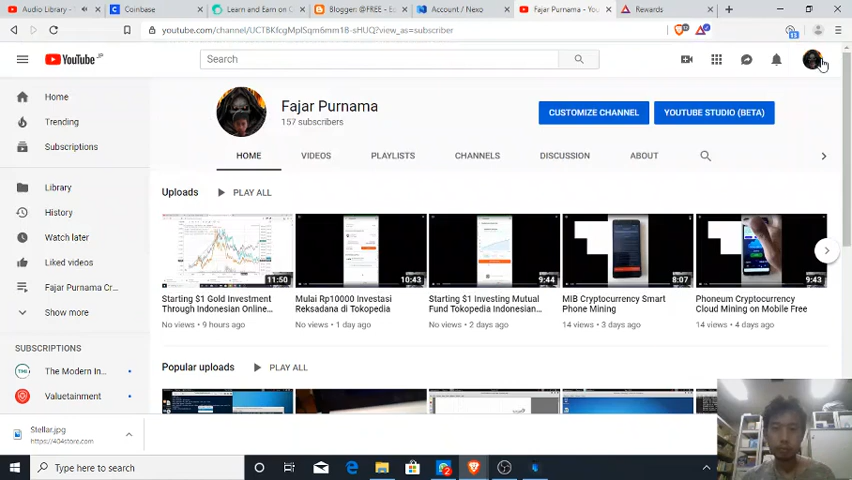 Audio Library -
Coinbase
Learn and Earn on C
Blogger: @FREE - Es
Account / Nexo
Fajar Purnama - You
Rewards
youtube.com/channel/
view_as=subscriber
YouTube JP
Search
Home
Trending
Subscriptions
Library
History
Watch later
Liked videos
Fajar Purnama Cr...
Show more
SUBSCRIPTIONS
The Modern In...
Valuetainment
Fajar Purnama
157 subscribers
CUSTOMIZE CHANNEL
YOUTUBE STUDIO (BETA)
HOME
VIDEOS
PLAYLISTS
CHANNELS
DISCUSSION
ABOUT
Uploads
PLAY ALL
11:50
10:43
9:44
8:07
9:43
Starting $1 Gold Investment
Through Indonesian Online...
No views • 9 hours ago
Mulai Rp10000 Investasi
Reksadana di Tokopedia
No views • 1 day ago
Starting $1 Investing Mutual
Fund Tokopedia Indonesian...
No views • 2 days ago
MIB Cryptocurrency Smart
Phone Mining
14 views • 3 days ago
Phoneum Cryptocurrency
Cloud Mining on Mobile Free
14 views • 4 days ago
Popular uploads
PLAY ALL
Stellar.jpg
https://404store.com
Type here to search